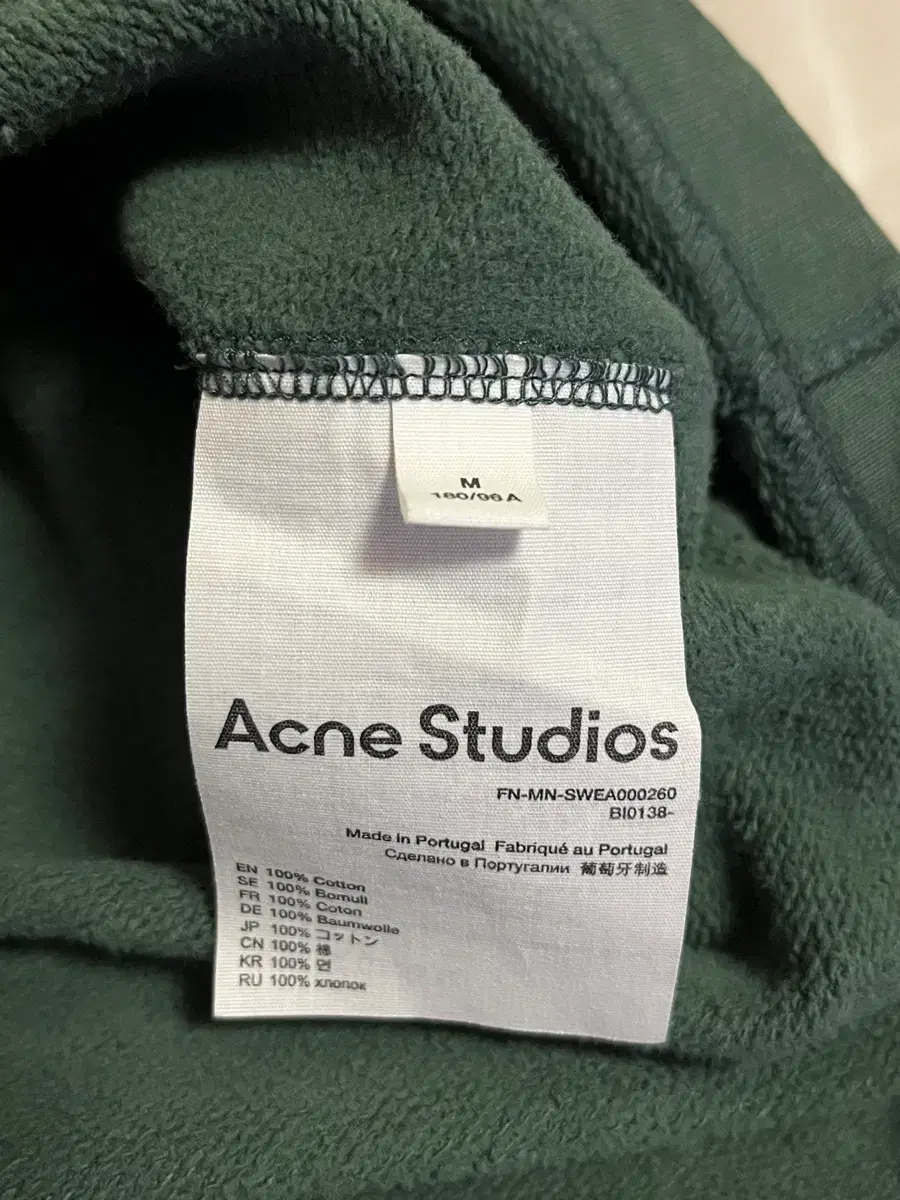 M
180/96A
Acne Studios
FN-MN-SWEA000260
BI0138-
Made in Portugal Fabriqué au Portugal
Сделано в Португалии 葡萄牙制造
EN 100% Cotton
SE 100% Bomull
FR 100% Coton
DE 100% Baumwolle
JP 100% コットン
CN 100% 棉
KR 100% 면
RU 100% хлопок